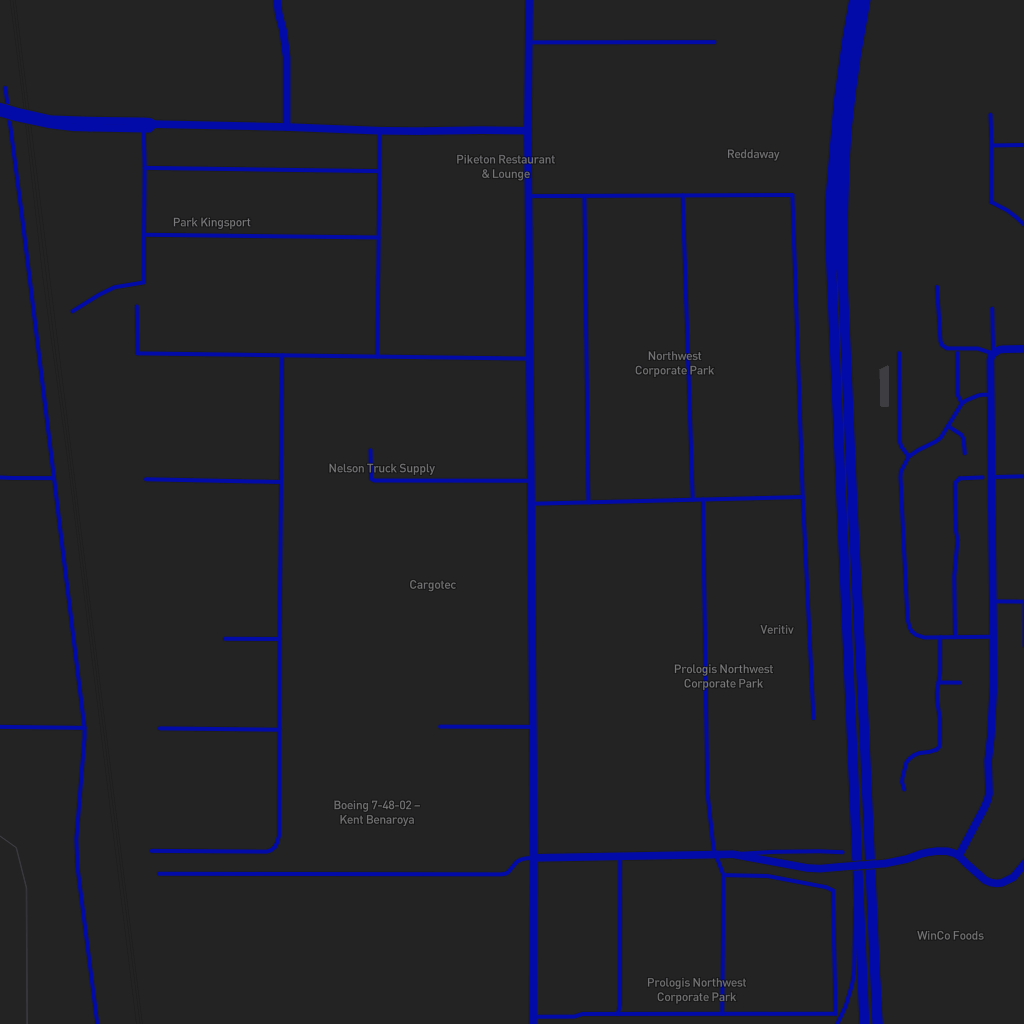 Reddaway
Piketon Restaurant
& Lounge
Park Kingsport
Northwest
Corporate Park
Nelson Truck Supply
Cargotec
Veritiv
Prologis Northwest
Corporate Park
Boeing 7-48-02 –
Kent Benaroya
WinCo Foods
Prologis Northwest
Corporate Park